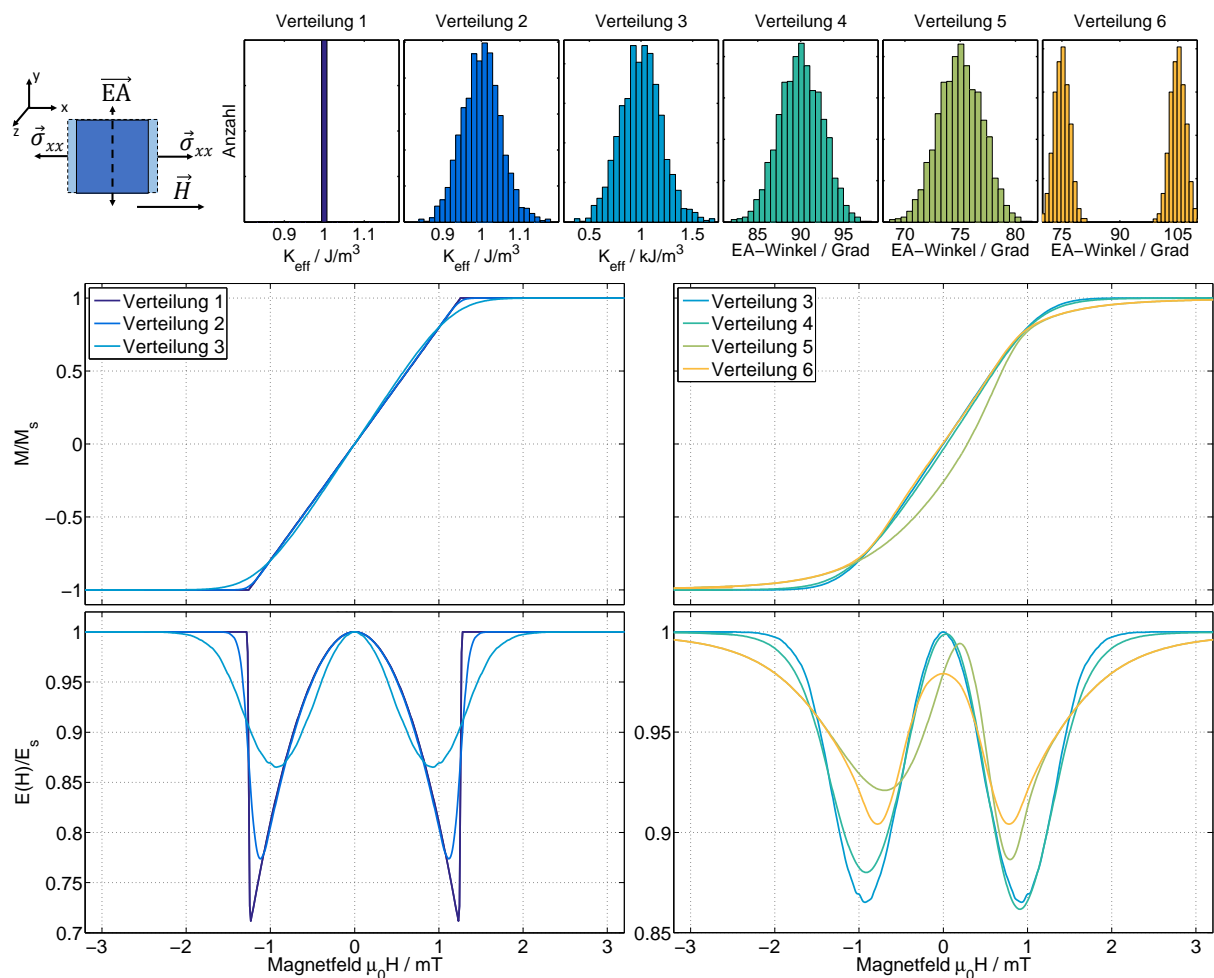 Verteilung 1
Verteilung 2
Verteilung 3
Verteilung 4
Verteilung 5
Verteilung 6
y
x
z
EA
σxx
σxx
H
Anzahl
0.9 1 1.1
K_eff / J/m³
0.9 1 1.1
K_eff / J/m³
0.5 1 1.5
K_eff / kJ/m³
85 90 95
EA−Winkel / Grad
70 75 80
EA−Winkel / Grad
75 90 105
EA−Winkel / Grad
Verteilung 1
Verteilung 2
Verteilung 3
1
0.5
0
−0.5
−1
M/M_s
Verteilung 3
Verteilung 4
Verteilung 5
Verteilung 6
1
0.95
0.9
0.85
0.8
0.75
0.7
E(H)/E_s
−3 −2 −1 0 1 2 3
Magnetfeld μ₀H / mT
1
0.95
0.9
0.85
−3 −2 −1 0 1 2 3
Magnetfeld μ₀H / mT